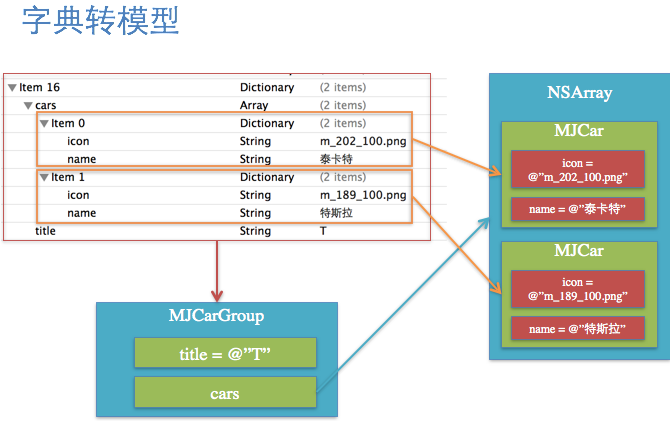 字典转模型
Item 16 Dictionary (2 items)
cars Array (2 items)
Item 0 Dictionary (2 items)
icon String m_202_100.png
name String 泰卡特
Item 1 Dictionary (2 items)
icon String m_189_100.png
name String 特斯拉
title String T
NSArray
MJCar
icon =
@”m_202_100.png”
name = @”泰卡特”
MJCar
icon =
@”m_189_100.png”
name = @”特斯拉”
MJCarGroup
title = @”T”
cars